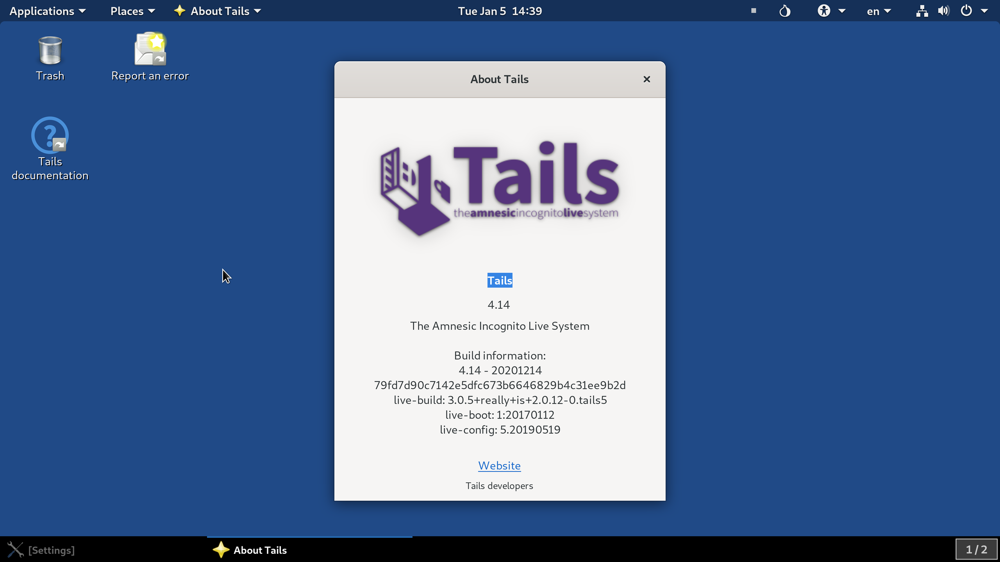 Applications Places About Tails Tue Jan 5 14:39 en
Trash
Report an error
Tails
documentation
About Tails
Tails
theamnesicincognitolivesystem
Tails
4.14
The Amnesic Incognito Live System
Build information:
4.14 - 20201214
79fd7d90c7142e5dfc673b6646829b4c31ee9b2d
live-build: 3.0.5+really+is+2.0.12-0.tails5
live-boot: 1:20170112
live-config: 5.20190519
Website
Tails developers
[Settings] About Tails 1 / 2